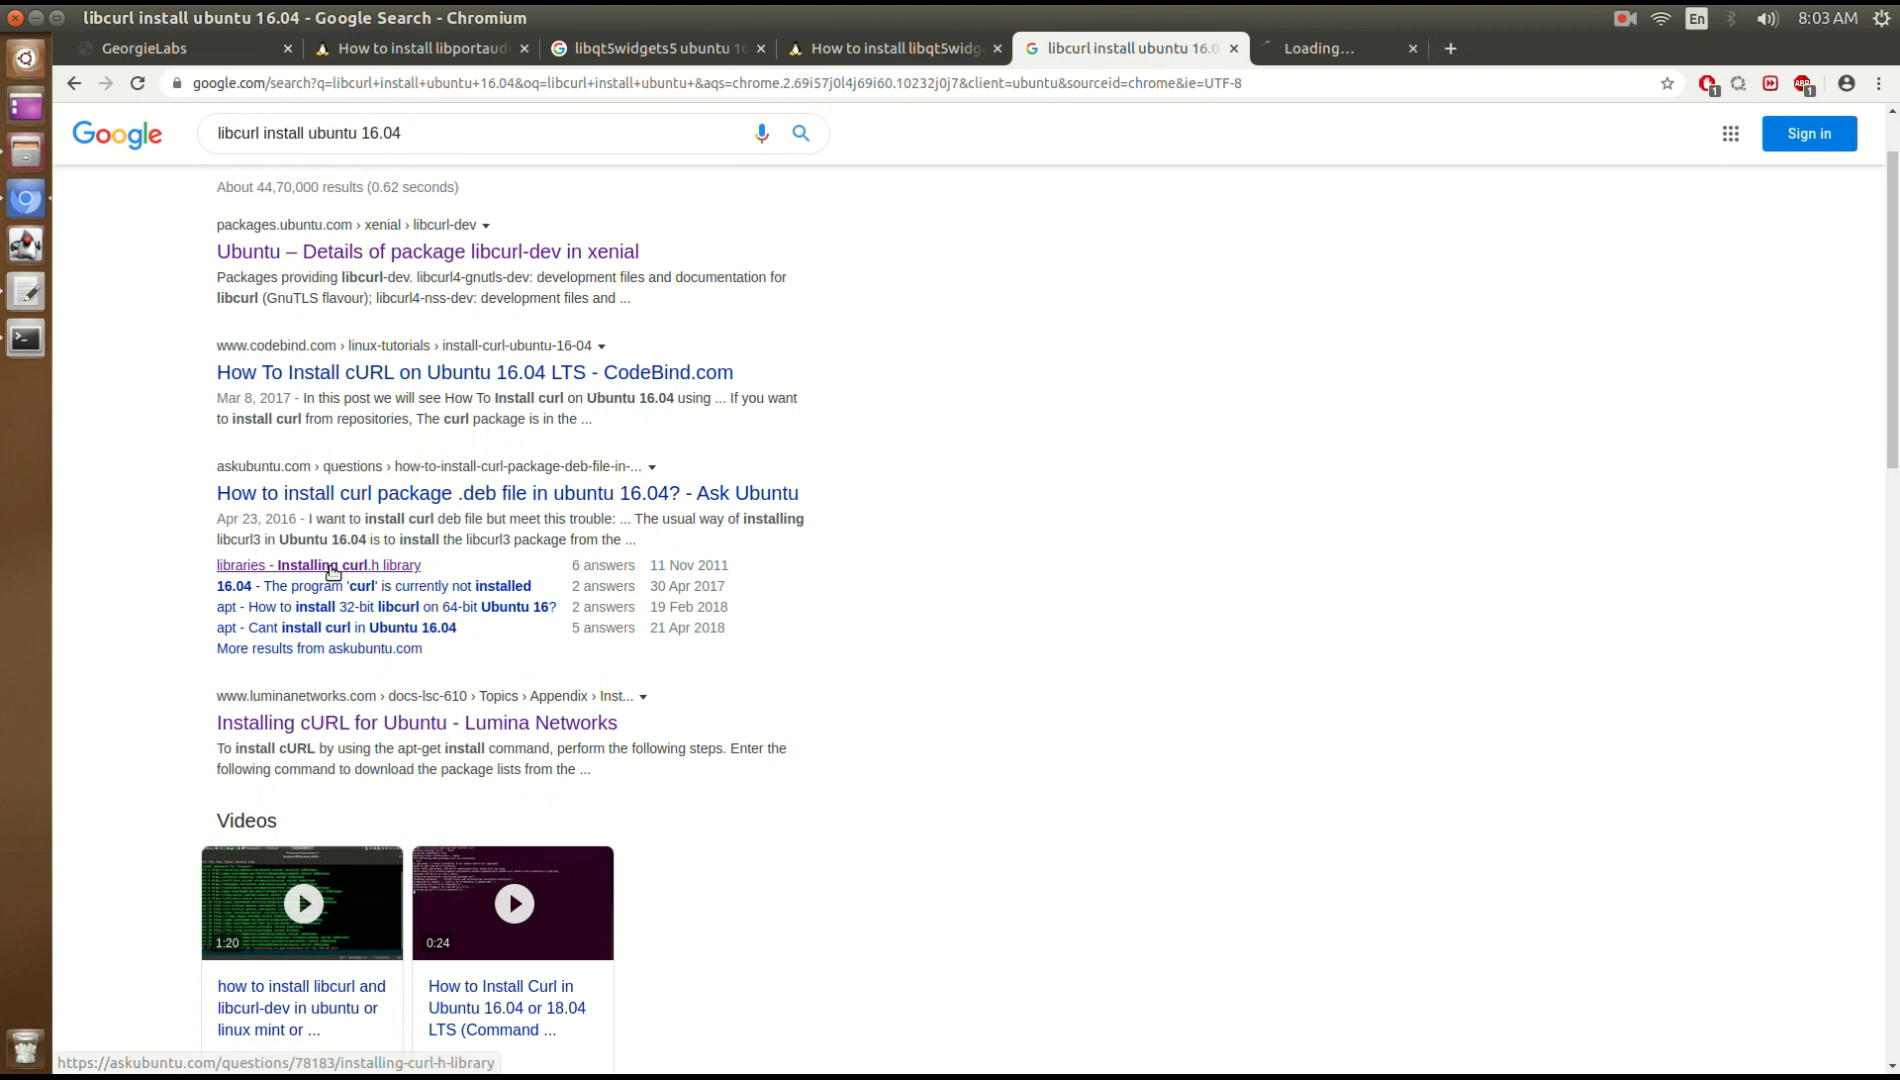 libcurl install ubuntu 16.04 - Google Search - Chromium
En
8:03 AM
GeorgieLabs
How to install libportaudi
libqt5widgets5 ubuntu 16
How to install libqt5widg
libcurl install ubuntu 16.0
Loading...
google.com/search?q=libcurl+install+ubuntu+16.04&oq=libcurl+install+ubuntu+&aqs=chrome.2.69i57j0l4j69i60.10232j0j7&client=ubuntu&sourceid=chrome&ie=UTF-8
1
ABP
1
Google
libcurl install ubuntu 16.04
Sign in
About 44,70,000 results (0.62 seconds)
packages.ubuntu.com › xenial › libcurl-dev
Ubuntu – Details of package libcurl-dev in xenial
Packages providing libcurl-dev. libcurl4-gnutls-dev: development files and documentation for
libcurl (GnuTLS flavour); libcurl4-nss-dev: development files and ...
www.codebind.com › linux-tutorials › install-curl-ubuntu-16-04
How To Install cURL on Ubuntu 16.04 LTS - CodeBind.com
Mar 8, 2017 - In this post we will see How To Install curl on Ubuntu 16.04 using ... If you want
to install curl from repositories, The curl package is in the ...
askubuntu.com › questions › how-to-install-curl-package-deb-file-in-...
How to install curl package .deb file in ubuntu 16.04? - Ask Ubuntu
Apr 23, 2016 - I want to install curl deb file but meet this trouble: ... The usual way of installing
libcurl3 in Ubuntu 16.04 is to install the libcurl3 package from the ...
libraries - Installing curl.h library 6 answers 11 Nov 2011
16.04 - The program 'curl' is currently not installed 2 answers 30 Apr 2017
apt - How to install 32-bit libcurl on 64-bit Ubuntu 16? 2 answers 19 Feb 2018
apt - Cant install curl in Ubuntu 16.04 5 answers 21 Apr 2018
More results from askubuntu.com
www.luminanetworks.com › docs-lsc-610 › Topics › Appendix › Inst...
Installing cURL for Ubuntu - Lumina Networks
To install cURL by using the apt-get install command, perform the following steps. Enter the
following command to download the package lists from the ...
Videos
1:20
0:24
how to install libcurl and
libcurl-dev in ubuntu or
linux mint or ...
How to Install Curl in
Ubuntu 16.04 or 18.04
LTS (Command ...
https://askubuntu.com/questions/78183/installing-curl-h-library